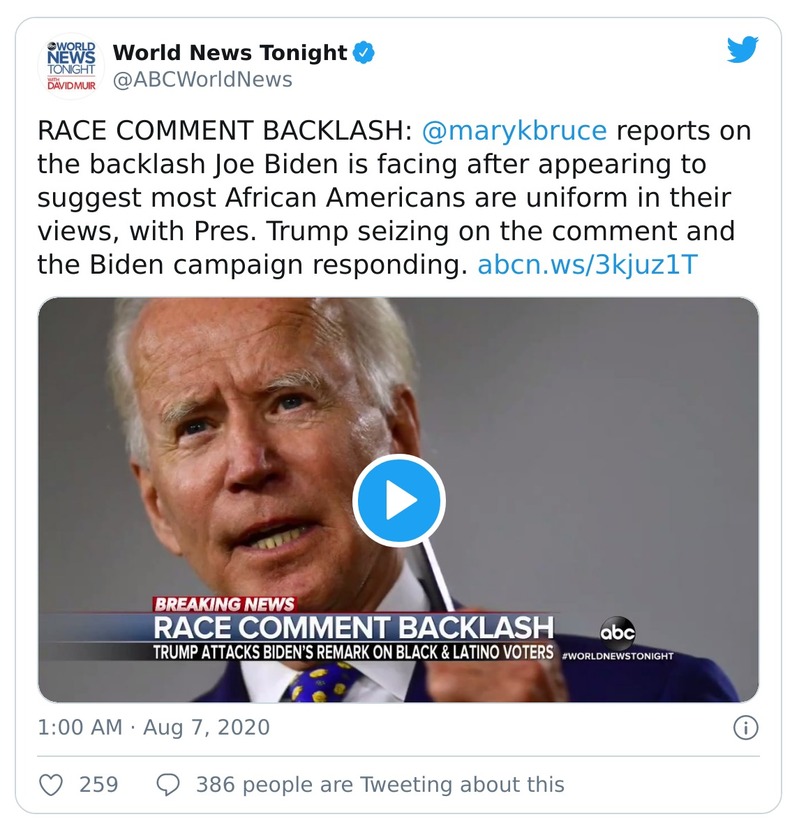 abc WORLD
NEWS
TONIGHT
WITH
DAVID MUIR
World News Tonight
@ABCWorldNews
RACE COMMENT BACKLASH: @marykbruce reports on
the backlash Joe Biden is facing after appearing to
suggest most African Americans are uniform in their
views, with Pres. Trump seizing on the comment and
the Biden campaign responding. abcn.ws/3kjuz1T
BREAKING NEWS
RACE COMMENT BACKLASH
TRUMP ATTACKS BIDEN'S REMARK ON BLACK & LATINO VOTERS
abc
#WORLDNEWSTONIGHT
1:00 AM · Aug 7, 2020
259
386 people are Tweeting about this